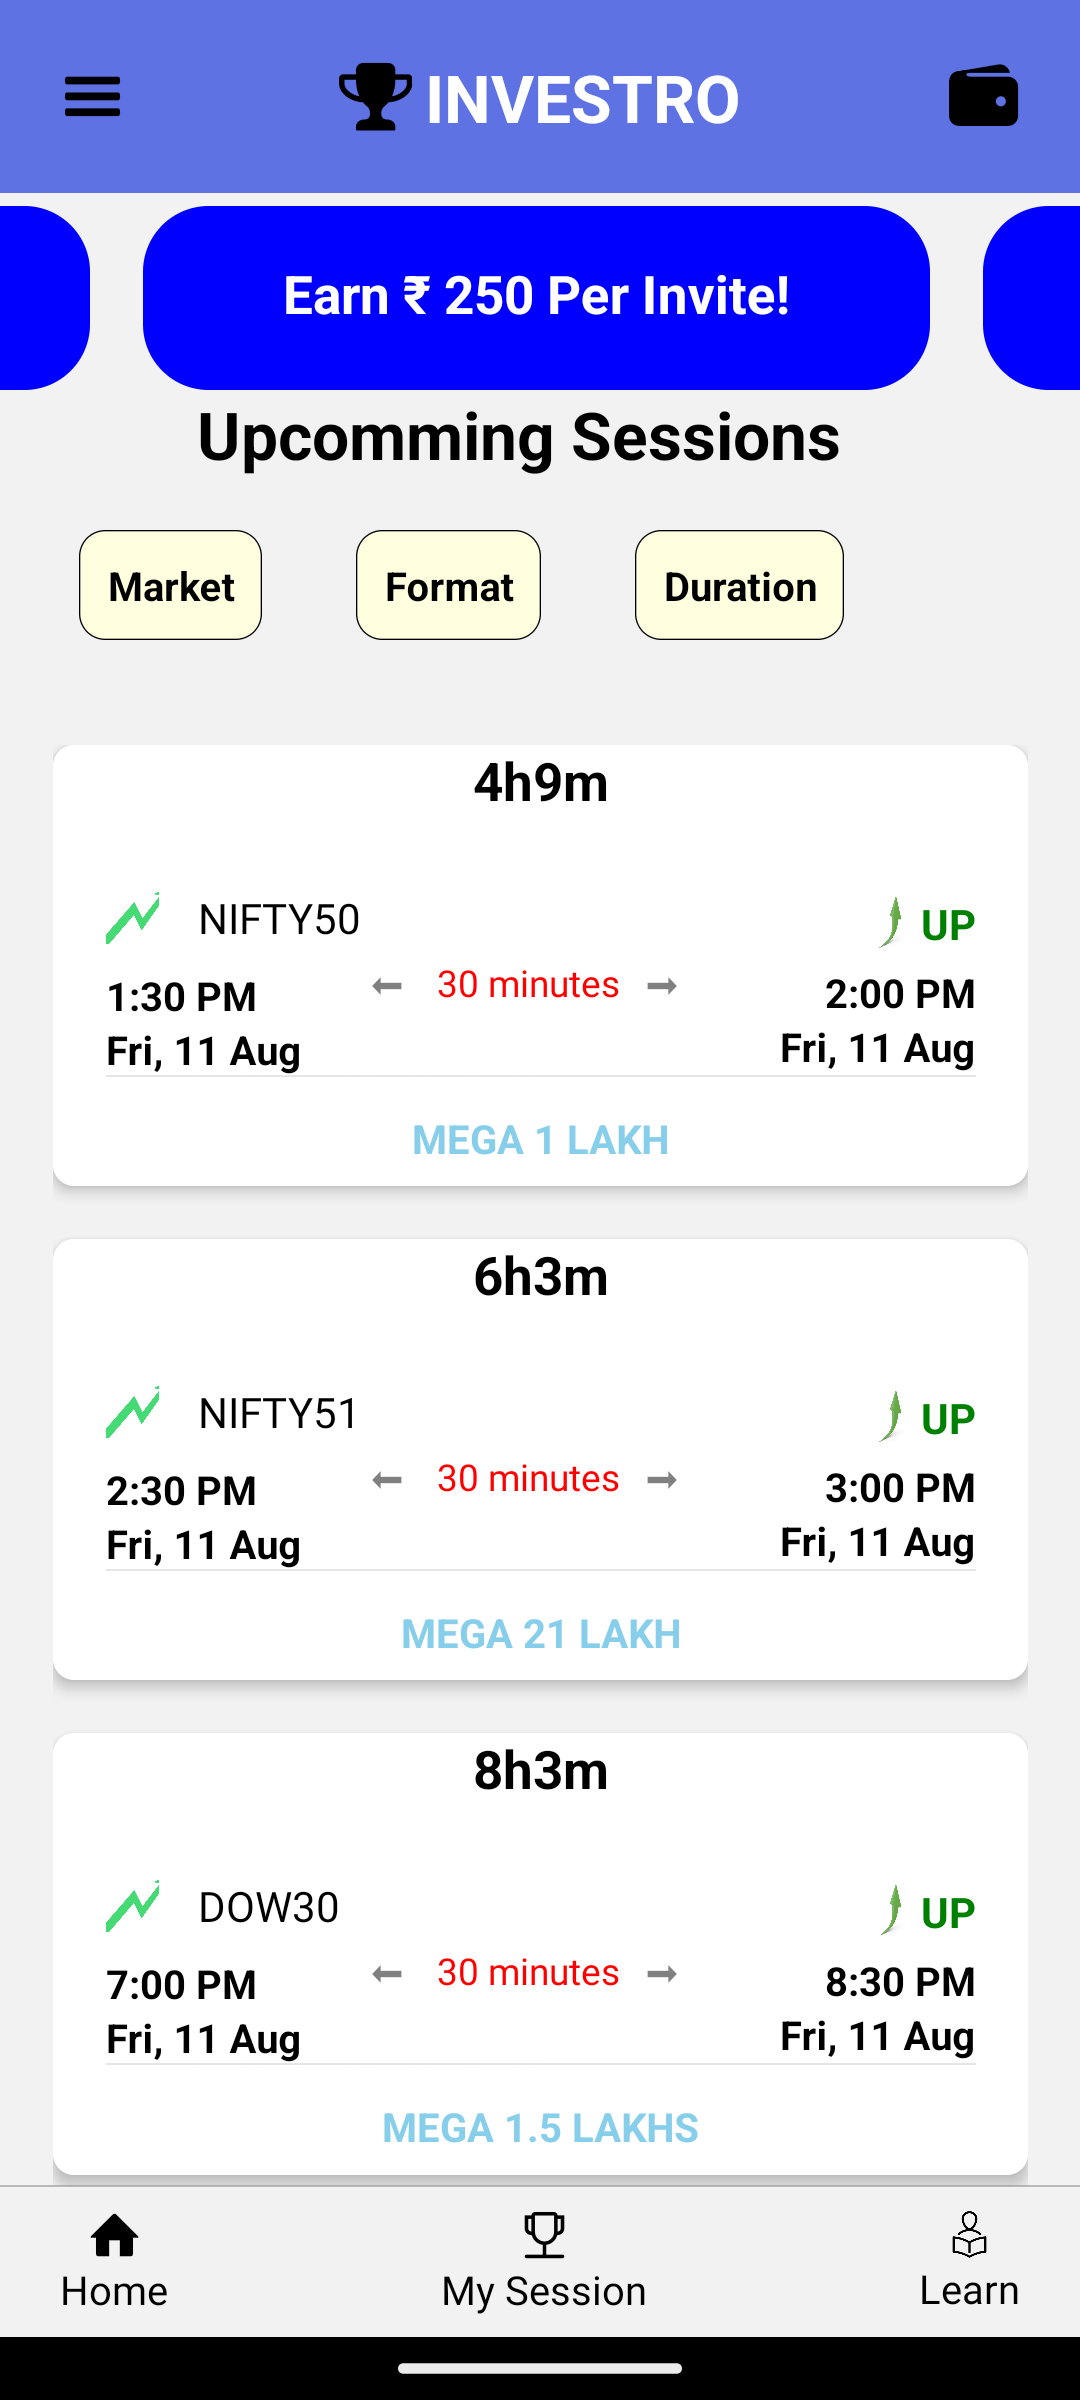 INVESTRO
Earn ₹ 250 Per Invite!
Upcomming Sessions
Market Format Duration
4h9m
NIFTY50 UP
1:30 PM 30 minutes 2:00 PM
Fri, 11 Aug Fri, 11 Aug
MEGA 1 LAKH
6h3m
NIFTY51 UP
2:30 PM 30 minutes 3:00 PM
Fri, 11 Aug Fri, 11 Aug
MEGA 21 LAKH
8h3m
DOW30 UP
7:00 PM 30 minutes 8:30 PM
Fri, 11 Aug Fri, 11 Aug
MEGA 1.5 LAKHS
Home My Session Learn